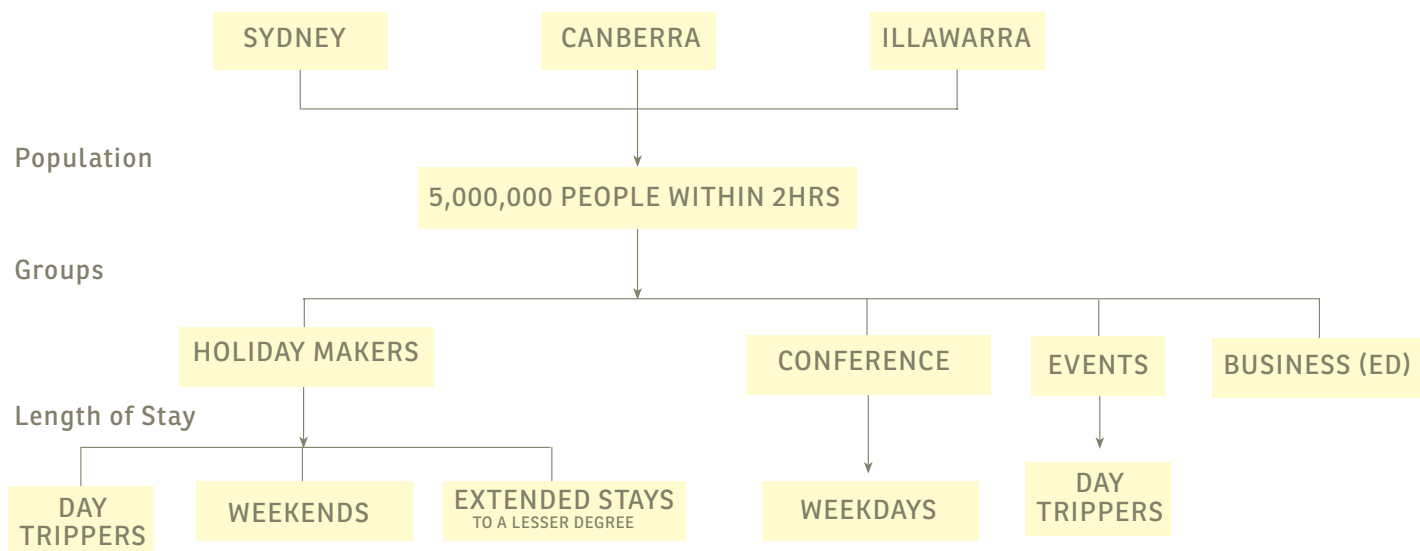 SYDNEY
CANBERRA
ILLAWARRA
Population
5,000,000 PEOPLE WITHIN 2HRS
Groups
HOLIDAY MAKERS
CONFERENCE
EVENTS
BUSINESS (ED)
Length of Stay
DAY
TRIPPERS
WEEKENDS
EXTENDED STAYS
TO A LESSER DEGREE
WEEKDAYS
DAY
TRIPPERS